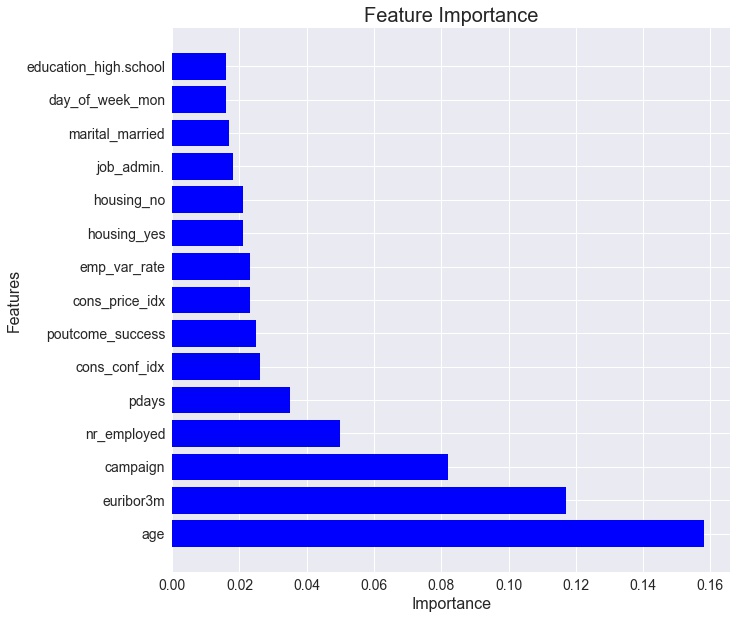 Feature Importance
education_high.school
day_of_week_mon
marital_married
job_admin.
housing_no
housing_yes
emp_var_rate
cons_price_idx
poutcome_success
cons_conf_idx
pdays
nr_employed
campaign
euribor3m
age
Features
0.00 0.02 0.04 0.06 0.08 0.10 0.12 0.14 0.16
Importance